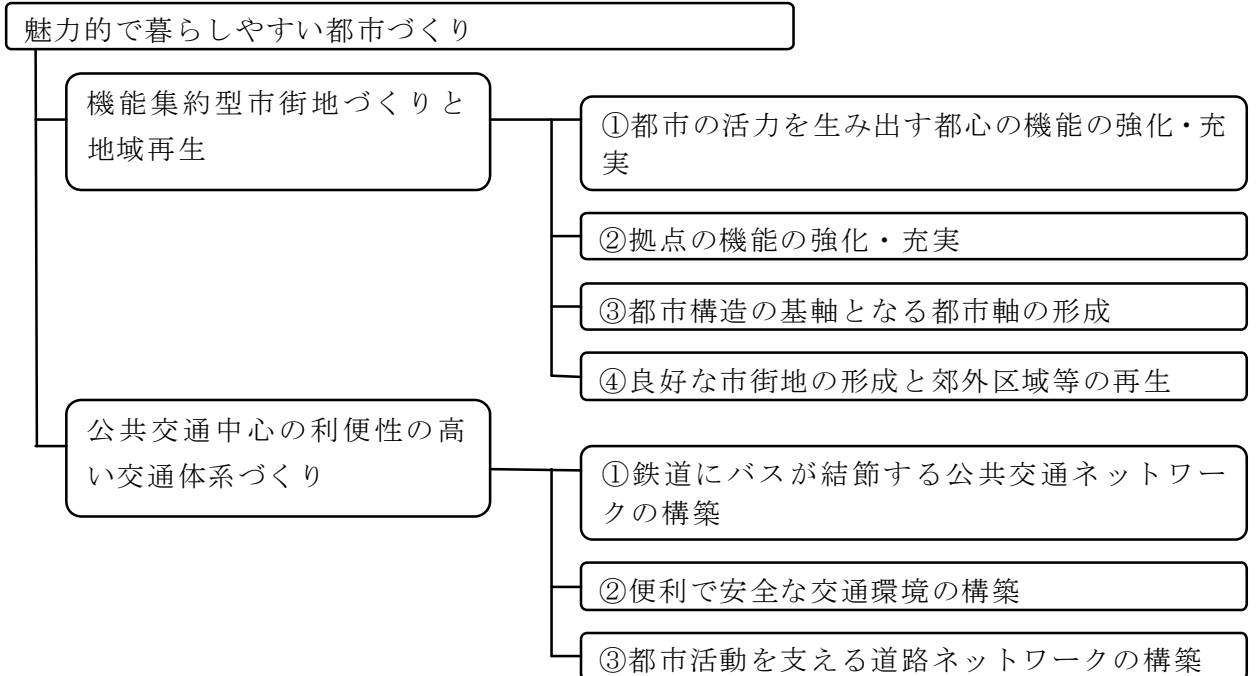 魅力的で暮らしやすい都市づくり
機能集約型市街地づくりと
地域再生
①都市の活力を生み出す都心の機能の強化・充
実
②拠点の機能の強化・充実
③都市構造の基軸となる都市軸の形成
④良好な市街地の形成と郊外区域等の再生
公共交通中心の利便性の高
い交通体系づくり
①鉄道にバスが結節する公共交通ネットワー
クの構築
②便利で安全な交通環境の構築
③都市活動を支える道路ネットワークの構築